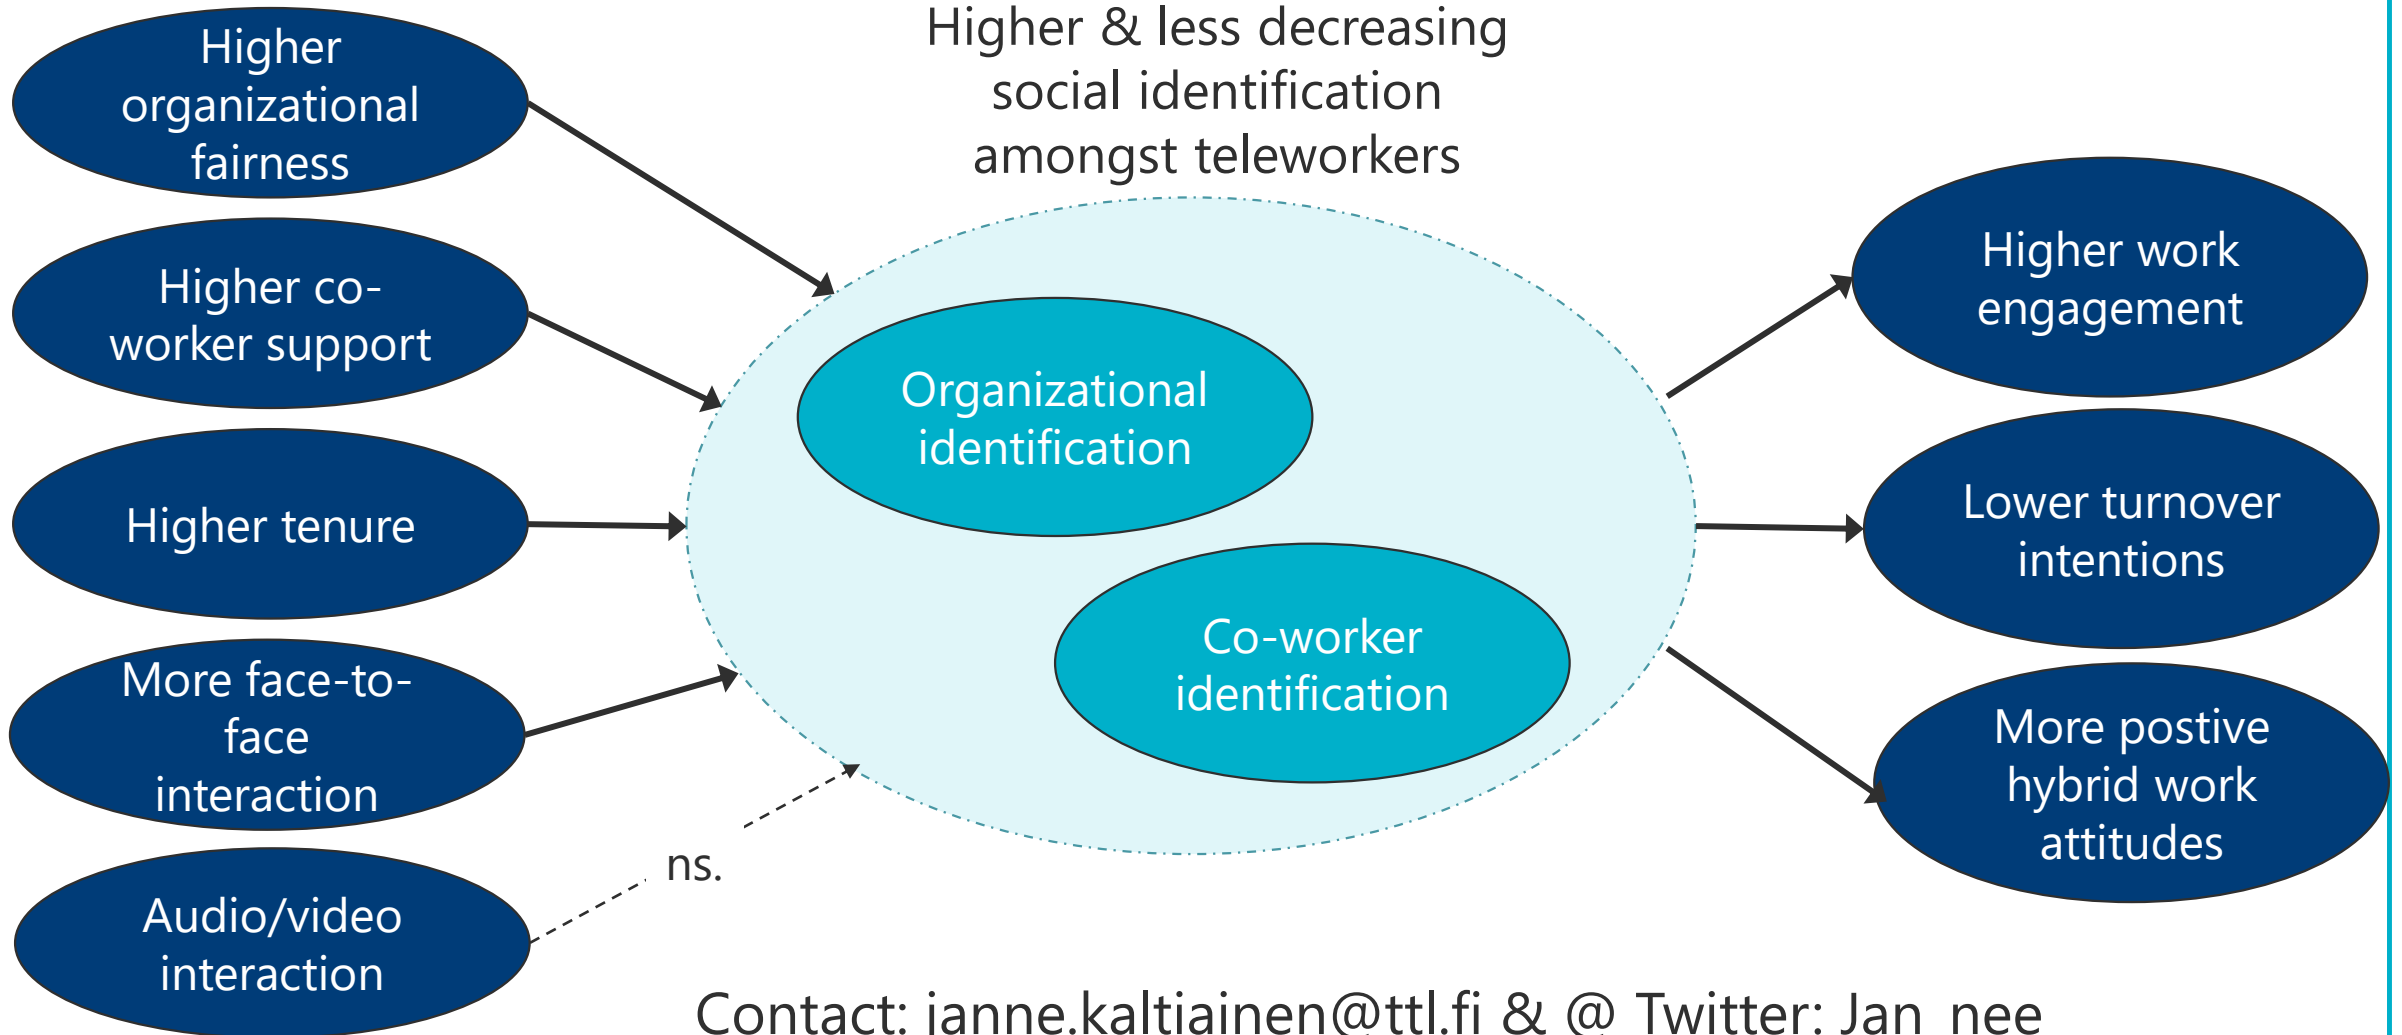 Higher
organizational
fairness
Higher co-
worker support
Higher tenure
More face-to-
face
interaction
Audio/video
interaction
ns.
Higher & less decreasing
social identification
amongst teleworkers
Organizational
identification
Co-worker
identification
Higher work
engagement
Lower turnover
intentions
More postive
hybrid work
attitudes
Contact: janne.kaltiainen@ttl.fi & @ Twitter: Jan_nee